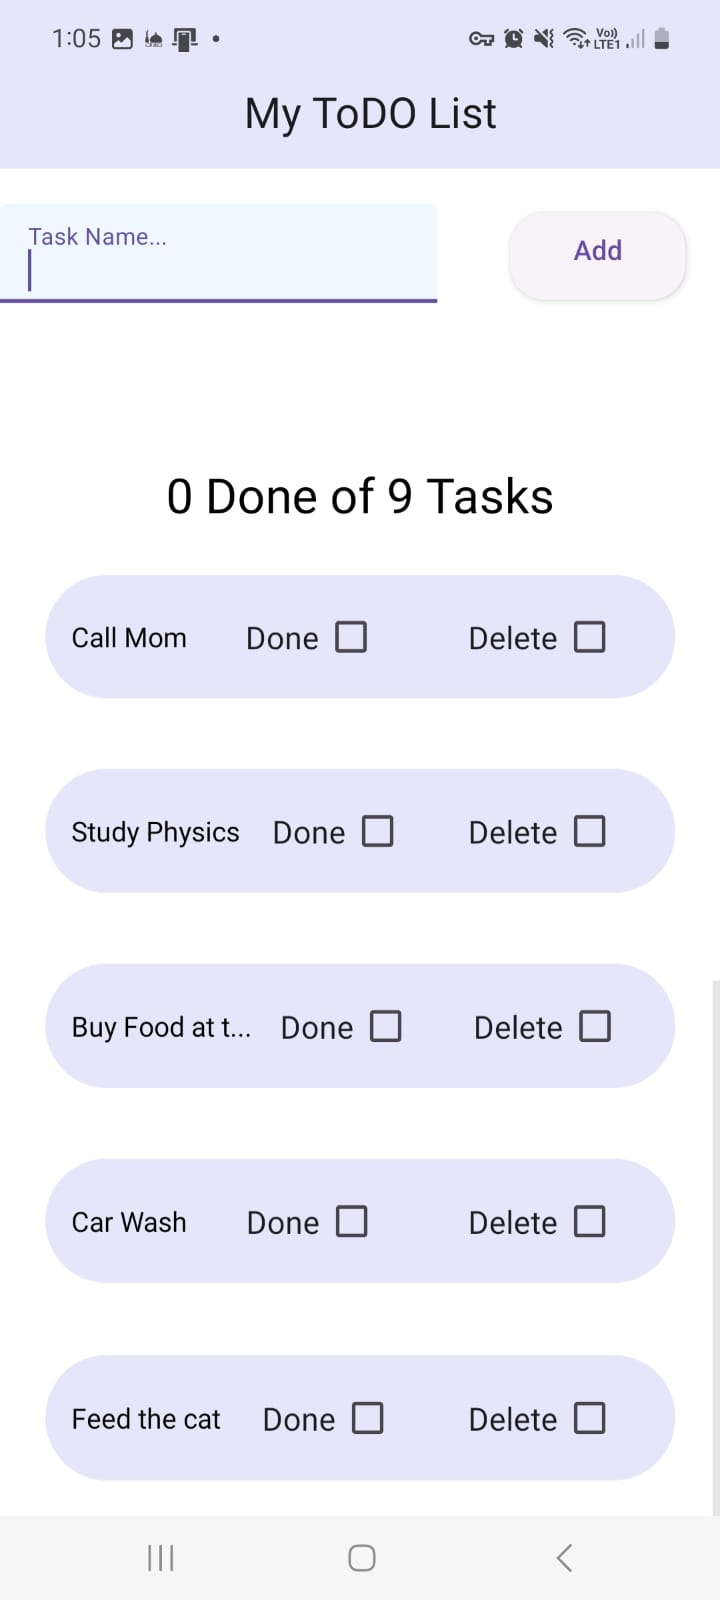 1:05 Vo)) LTE1
My ToDO List
Task Name...
Add
0 Done of 9 Tasks
Call Mom Done Delete
Study Physics Done Delete
Buy Food at t... Done Delete
Car Wash Done Delete
Feed the cat Done Delete